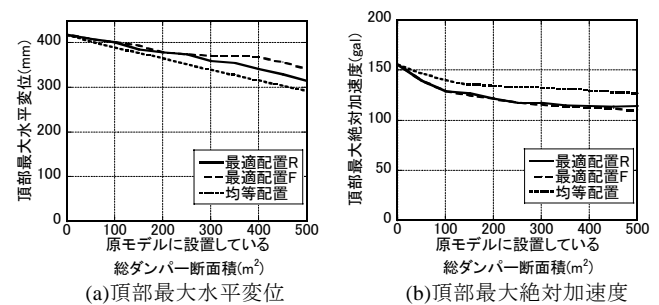 頂部最大水平変位(mm)
400
300
200
100
0
0 100 200 300 400 500
最適配置R
最適配置F
均等配置
原モデルに設置している
総ダンパー断面積(m²)
(a)頂部最大水平変位
頂部最大絶対加速度(gal)
200
150
100
50
0
0 100 200 300 400 500
最適配置R
最適配置F
均等配置
原モデルに設置している
総ダンパー断面積(m²)
(b)頂部最大絶対加速度